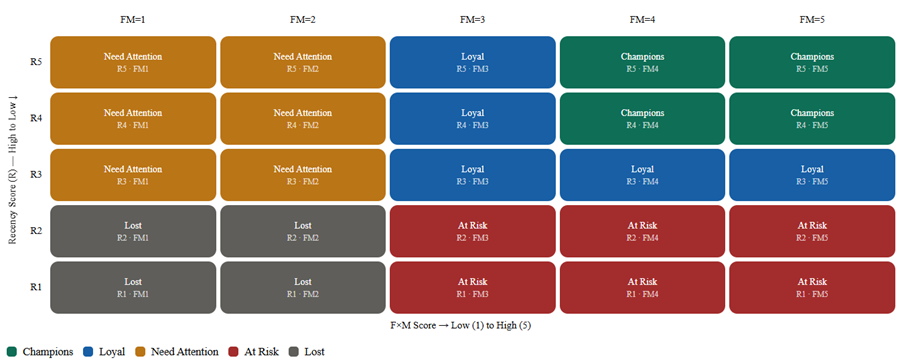 FM=1 FM=2 FM=3 FM=4 FM=5
R5
Need Attention Need Attention Loyal Champions Champions
R5 · FM1 R5 · FM2 R5 · FM3 R5 · FM4 R5 · FM5
R4
Need Attention Need Attention Loyal Champions Champions
R4 · FM1 R4 · FM2 R4 · FM3 R4 · FM4 R4 · FM5
R3
Need Attention Need Attention Loyal Loyal Loyal
R3 · FM1 R3 · FM2 R3 · FM3 R3 · FM4 R3 · FM5
R2
Lost Lost At Risk At Risk At Risk
R2 · FM1 R2 · FM2 R2 · FM3 R2 · FM4 R2 · FM5
R1
Lost Lost At Risk At Risk At Risk
R1 · FM1 R1 · FM2 R1 · FM3 R1 · FM4 R1 · FM5
Recency Score (R) — High to Low ↓
F×M Score → Low (1) to High (5)
Champions Loyal Need Attention At Risk Lost